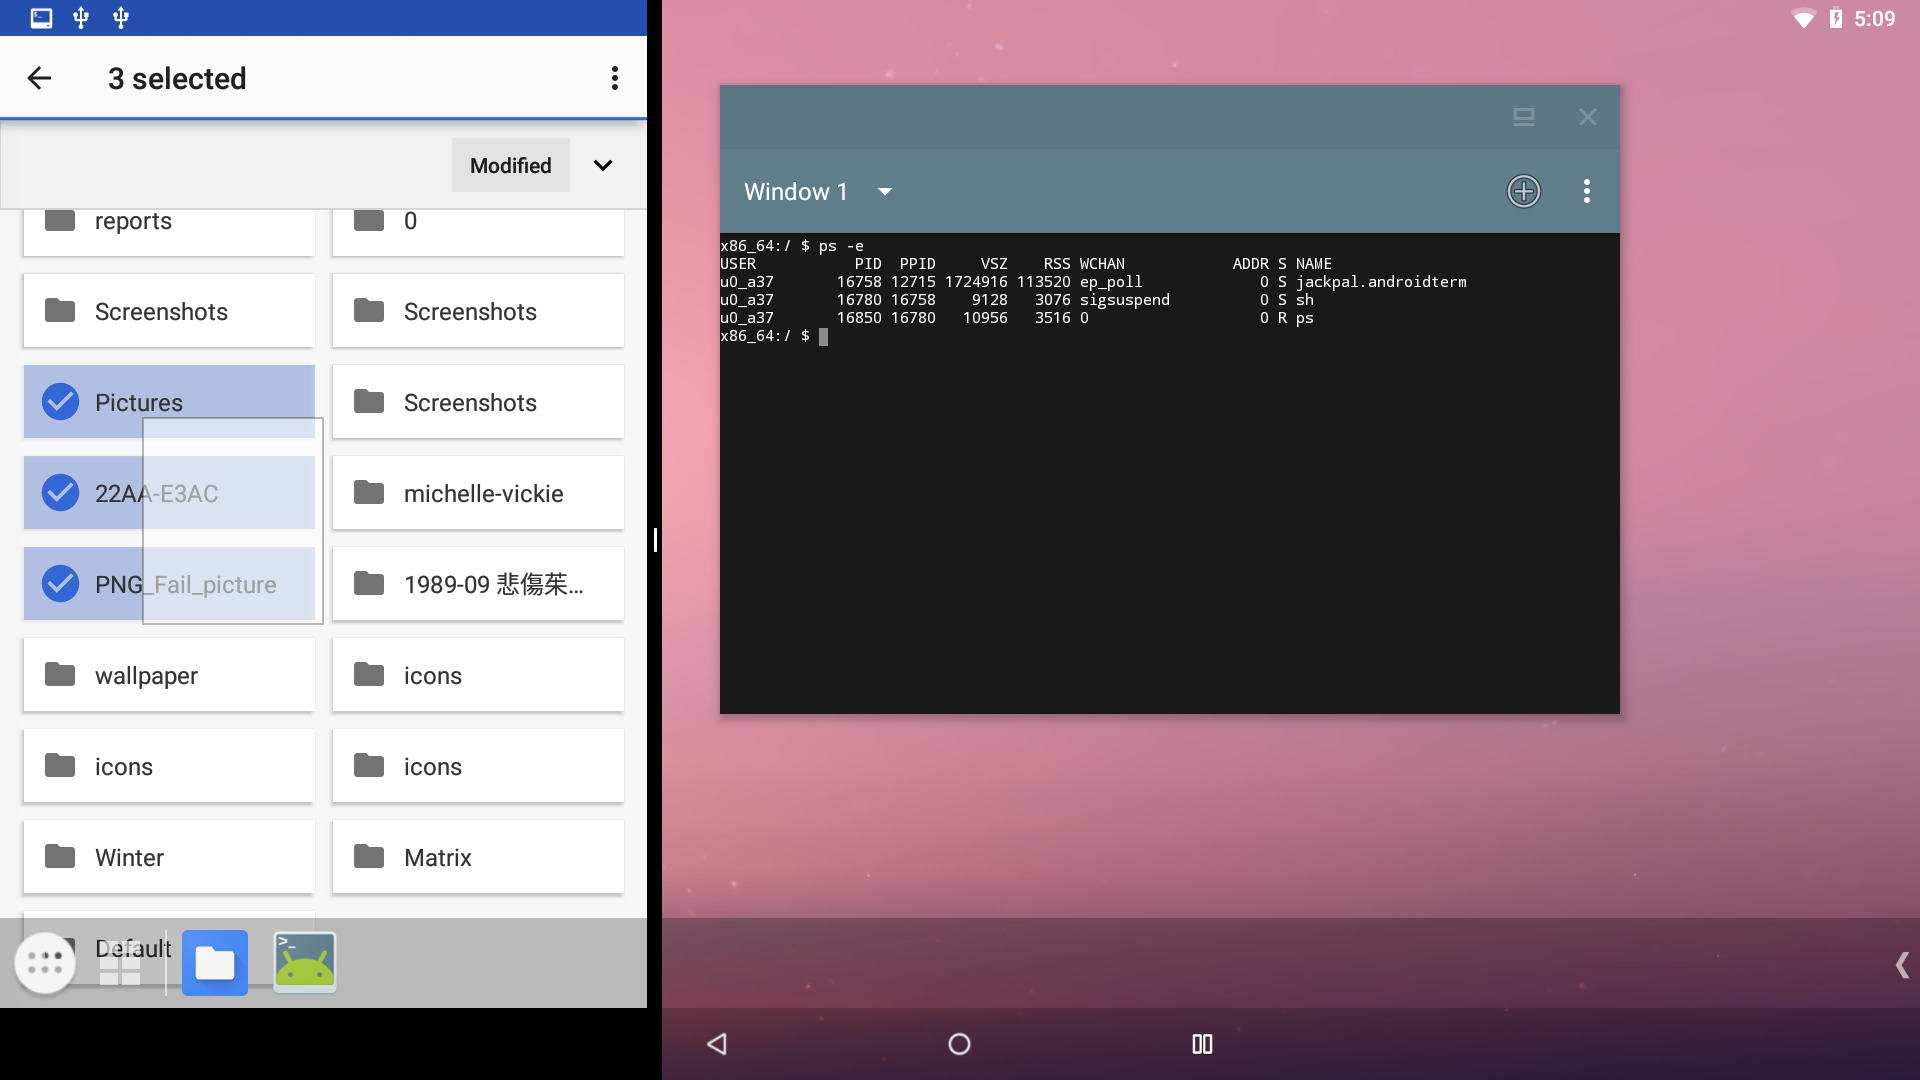 5:09
3 selected
Modified
reports
0
Screenshots
Screenshots
Pictures
Screenshots
22AA-E3AC
michelle-vickie
PNG_Fail_picture
1989-09 悲傷茱...
wallpaper
icons
icons
icons
Winter
Matrix
Default
Window 1
x86_64:/ $ ps -e
USER PID PPID VSZ RSS WCHAN ADDR S NAME
u0_a37 16758 12715 1724916 113520 ep_poll 0 S jackpal.androidterm
u0_a37 16780 16758 9128 3076 sigsuspend 0 S sh
u0_a37 16850 16780 10956 3516 0 0 R ps
x86_64:/ $
>_